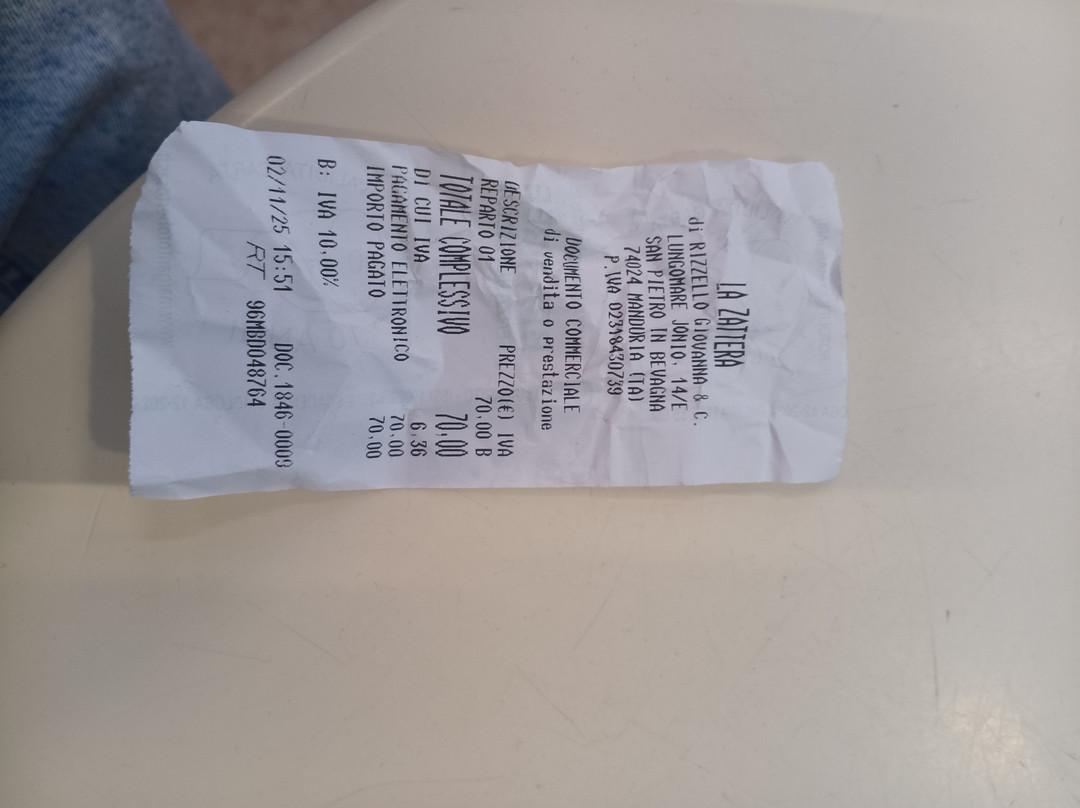 LA ZATTERA
di RIZZELLO GIOVANNA & C.
LUNGOMARE JONIO, 14/E
SAN PIETRO IN BEVAGNA
74024 MANDURIA (TA)
P.IVA 02318430739
DOCUMENTO COMMERCIALE
di vendita o prestazione
DESCRIZIONE PREZZO(€) IVA
REPARTO 01 70,00 B
TOTALE COMPLESSIVO 70,00
DI CUI IVA 6,36
PAGAMENTO ELETTRONICO 70,00
IMPORTO PAGATO 70,00
B: IVA 10,00%
02/11/25 15:51 DOC.1846-0009
RT 96MBD048764